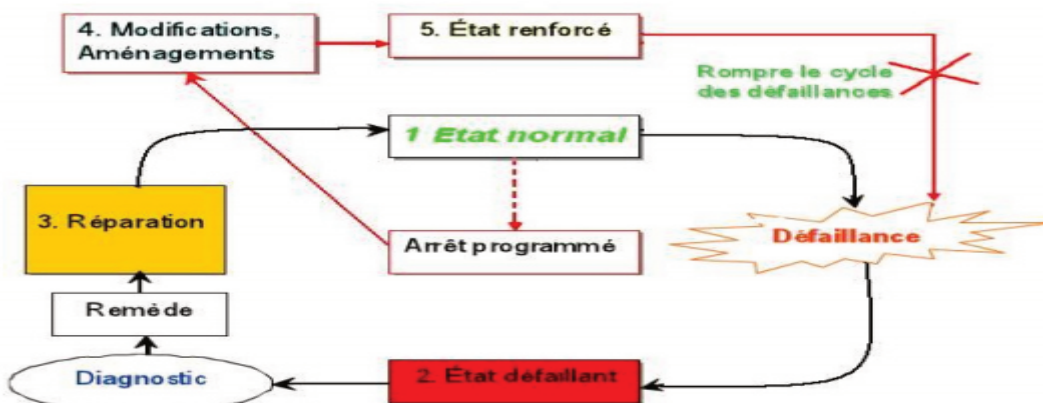 4. Modifications,
Aménagements
5. État renforcé
Rompre le cycle
des défaillances
1 Etat normal
3. Réparation
Arrêt programmé
Défaillance
Remède
Diagnostic
2. État défaillant